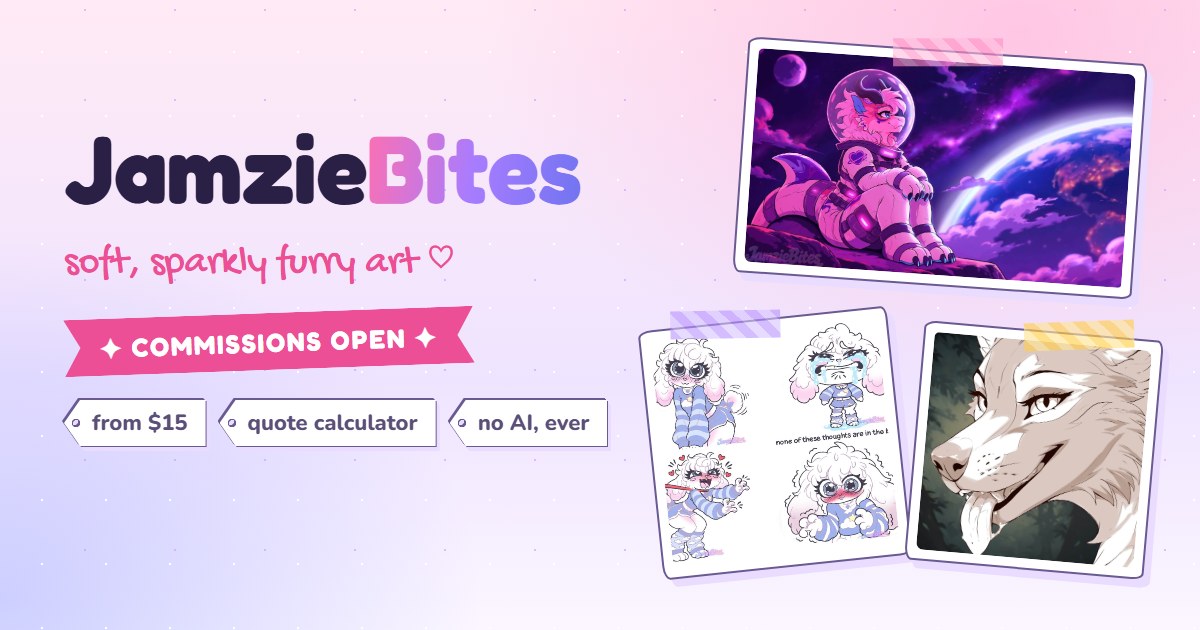 JamzieBites
soft, sparkly furry art ♡
✦ COMMISSIONS OPEN ✦
from $15
quote calculator
no AI, ever
JamzieBites
none of these thoughts are in the